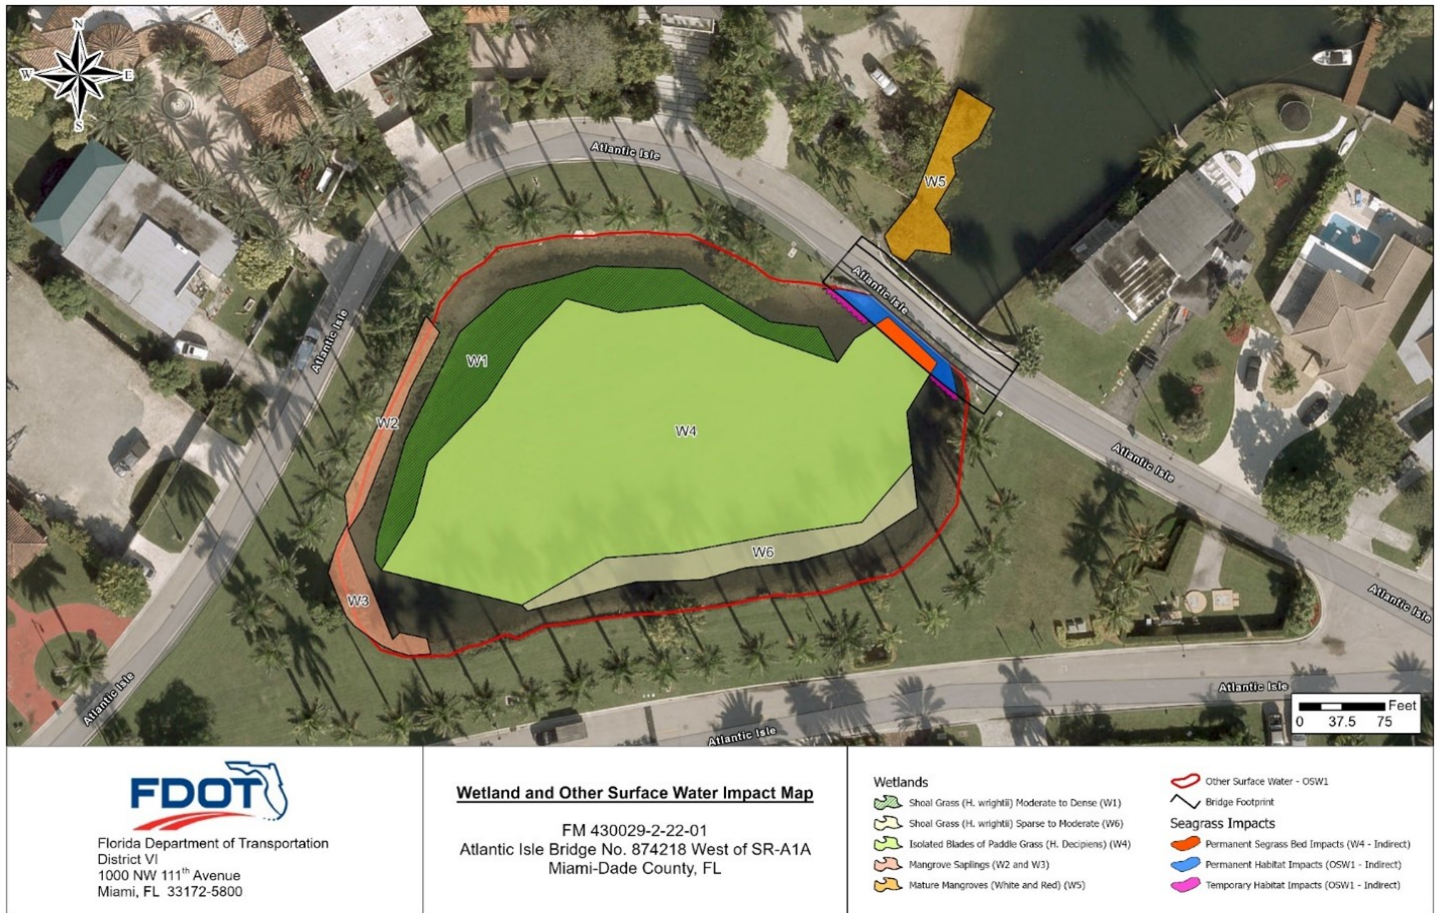 N
W E
S
Atlantic Isle
W5
Atlantic Isle
Atlantic Isle
W1
W2
W4
Atlantic Isle
W6
W3
Atlantic Isle
Atlantic Isle
Atlantic Isle
Atlantic Isle
Feet
0 37.5 75
FDOT
Florida Department of Transportation
District VI
1000 NW 111th Avenue
Miami, FL 33172-5800
Wetland and Other Surface Water Impact Map
FM 430029-2-22-01
Atlantic Isle Bridge No. 874218 West of SR-A1A
Miami-Dade County, FL
Wetlands
Shoal Grass (H. wrightii) Moderate to Dense (W1)
Shoal Grass (H. wrightii) Sparse to Moderate (W6)
Isolated Blades of Paddle Grass (H. Decipiens) (W4)
Mangrove Saplings (W2 and W3)
Mature Mangroves (White and Red) (W5)
Other Surface Water - OSW1
Bridge Footprint
Seagrass Impacts
Permanent Segrass Bed Impacts (W4 - Indirect)
Permanent Habitat Impacts (OSW1 - Indirect)
Temporary Habitat Impacts (OSW1 - Indirect)